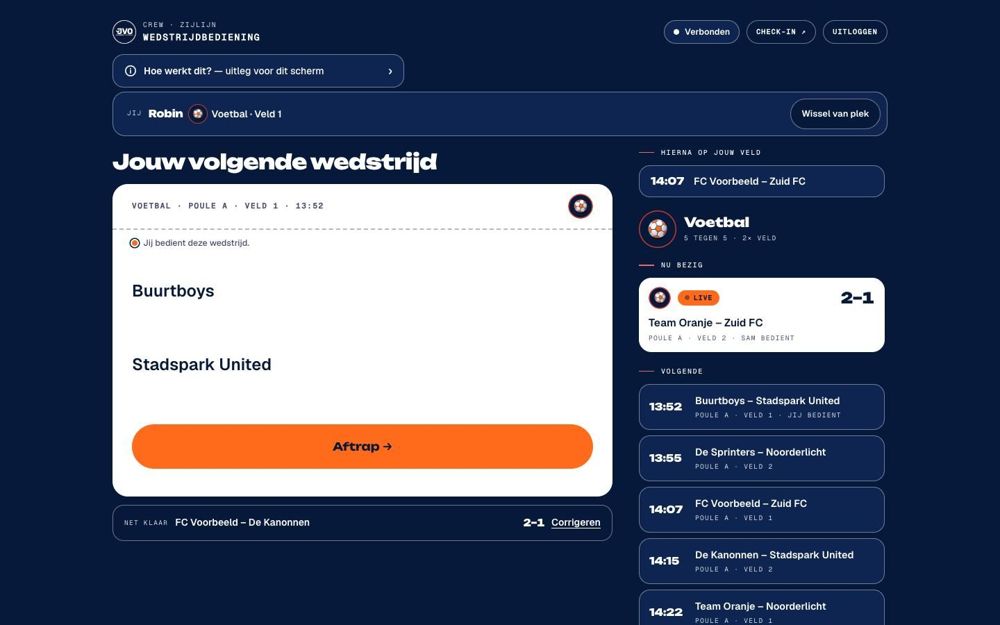 JVO
CREW · ZIJLIJN
WEDSTRIJDBEDIENING
Verbonden
CHECK-IN ↗
UITLOGGEN
Hoe werkt dit? — uitleg voor dit scherm ›
JIJ Robin Voetbal · Veld 1
Wissel van plek
Jouw volgende wedstrijd
VOETBAL · POULE A · VELD 1 · 13:52
Jij bedient deze wedstrijd.
Buurtboys
Stadspark United
Aftrap →
NET KLAAR FC Voorbeeld – De Kanonnen 2–1 Corrigeren
HIERNA OP JOUW VELD
14:07 FC Voorbeeld – Zuid FC
Voetbal
5 TEGEN 5 · 2× VELD
NU BEZIG
LIVE 2–1
Team Oranje – Zuid FC
POULE A · VELD 2 · SAM BEDIENT
VOLGENDE
13:52 Buurtboys – Stadspark United
POULE A · VELD 1 · JIJ BEDIENT
13:55 De Sprinters – Noorderlicht
POULE A · VELD 2
14:07 FC Voorbeeld – Zuid FC
POULE A · VELD 1
14:15 De Kanonnen – Stadspark United
POULE A · VELD 2
14:22 Team Oranje – Noorderlicht
POULE A · VELD 1